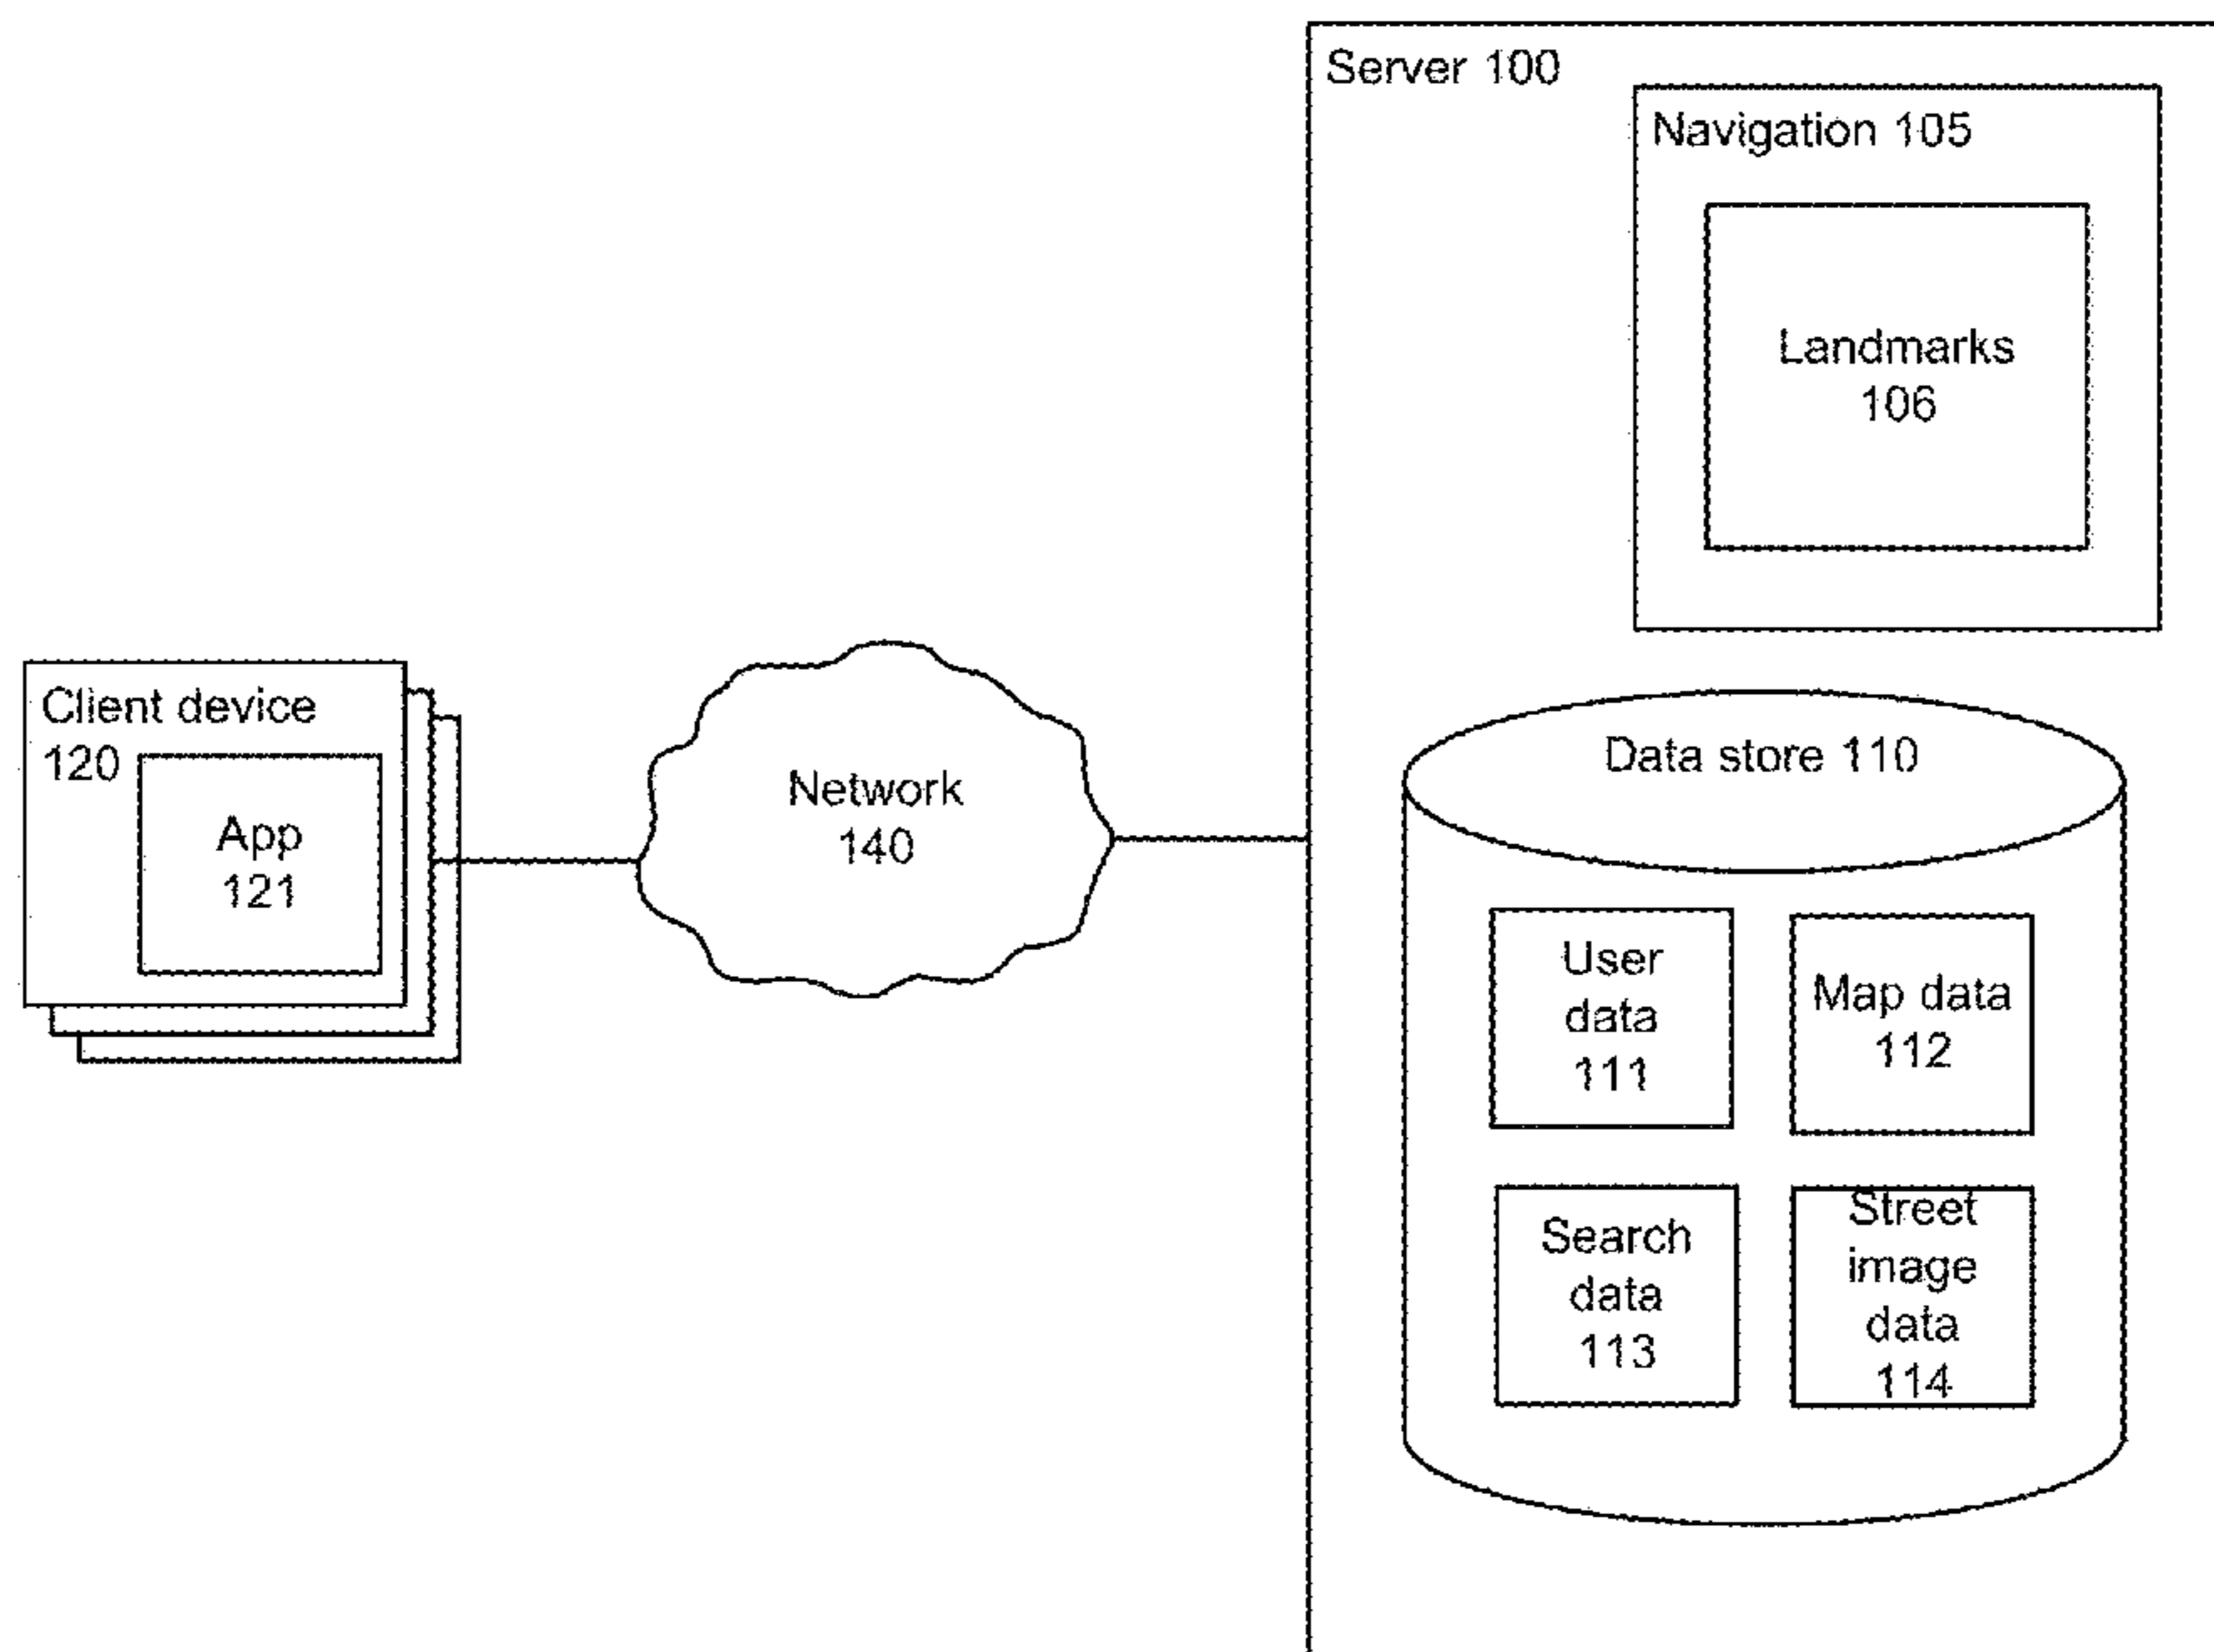 Server 100
Navigation 105
Landmarks
106
Client device
120
App
121
Network
140
Data store 110
User
data
111
Map data
112
Search
data
113
Street
image
data
114